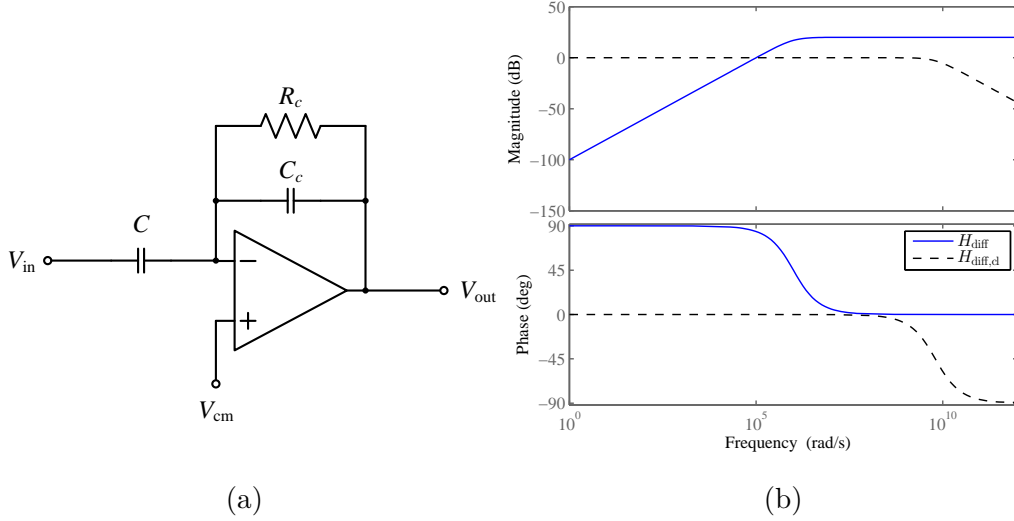 R_c
C_c
C
V_in
−
+
V_out
V_cm
(a)
50
0
−50
−100
−150
Magnitude (dB)
90
45
0
−45
−90
Phase (deg)
H_diff
H_diff,cl
10^0
10^5
10^10
Frequency (rad/s)
(b)